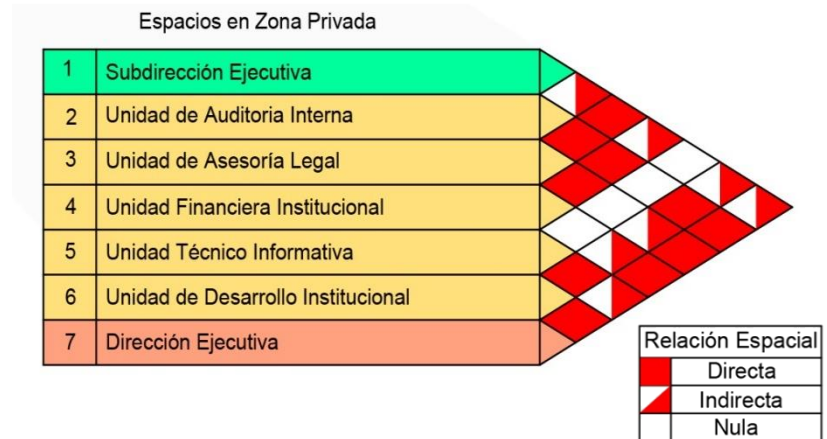 Espacios en Zona Privada
1 Subdirección Ejecutiva
2 Unidad de Auditoria Interna
3 Unidad de Asesoría Legal
4 Unidad Financiera Institucional
5 Unidad Técnico Informativa
6 Unidad de Desarrollo Institucional
7 Dirección Ejecutiva
Relación Espacial
Directa
Indirecta
Nula